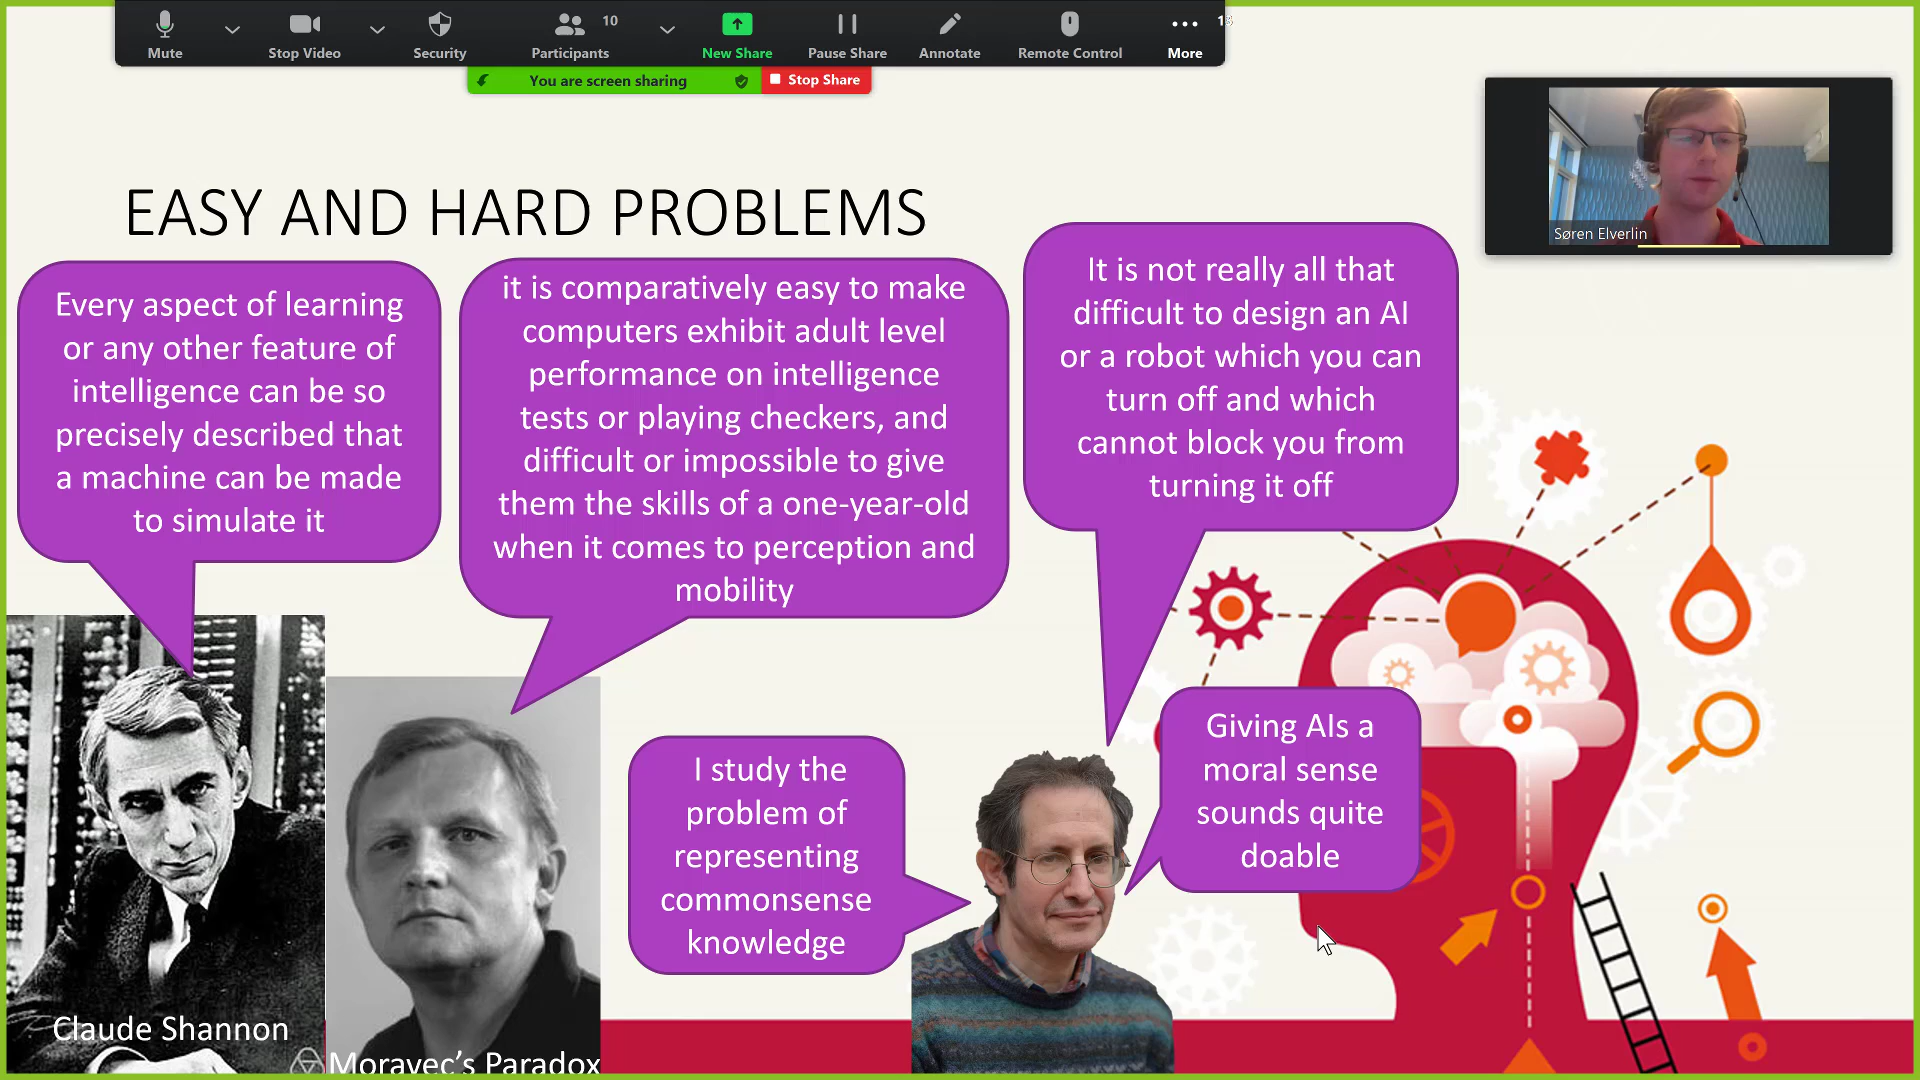 Mute
Stop Video
Security
Participants
10
New Share
Pause Share
Annotate
Remote Control
More
You are screen sharing
Stop Share
Søren Elverlin
EASY AND HARD PROBLEMS
Every aspect of learning
or any other feature of
intelligence can be so
precisely described that
a machine can be made
to simulate it
it is comparatively easy to make
computers exhibit adult level
performance on intelligence
tests or playing checkers, and
difficult or impossible to give
them the skills of a one-year-old
when it comes to perception and
mobility
It is not really all that
difficult to design an AI
or a robot which you can
turn off and which
cannot block you from
turning it off
I study the
problem of
representing
commonsense
knowledge
Giving AIs a
moral sense
sounds quite
doable
Claude Shannon
Moravec's Paradox